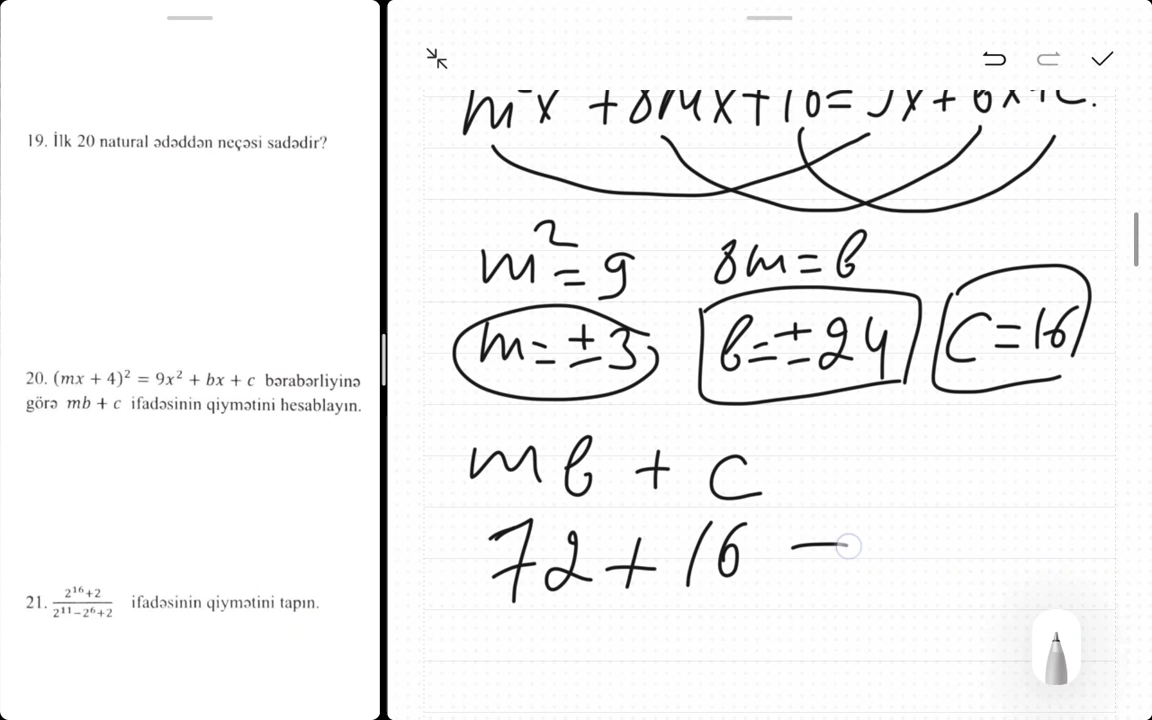 19. İlk 20 natural ədəddən neçəsi sadədir?
20. (mx + 4)² = 9x² + bx + c bərabərliyinə
görə mb + c ifadəsinin qiymətini hesablayın.
21. (2¹⁶+2)/(2¹¹−2⁶+2) ifadəsinin qiymətini tapın.
m²=9 8m=b
m=±3 b=±24 C=16
mb + c
72+16 —